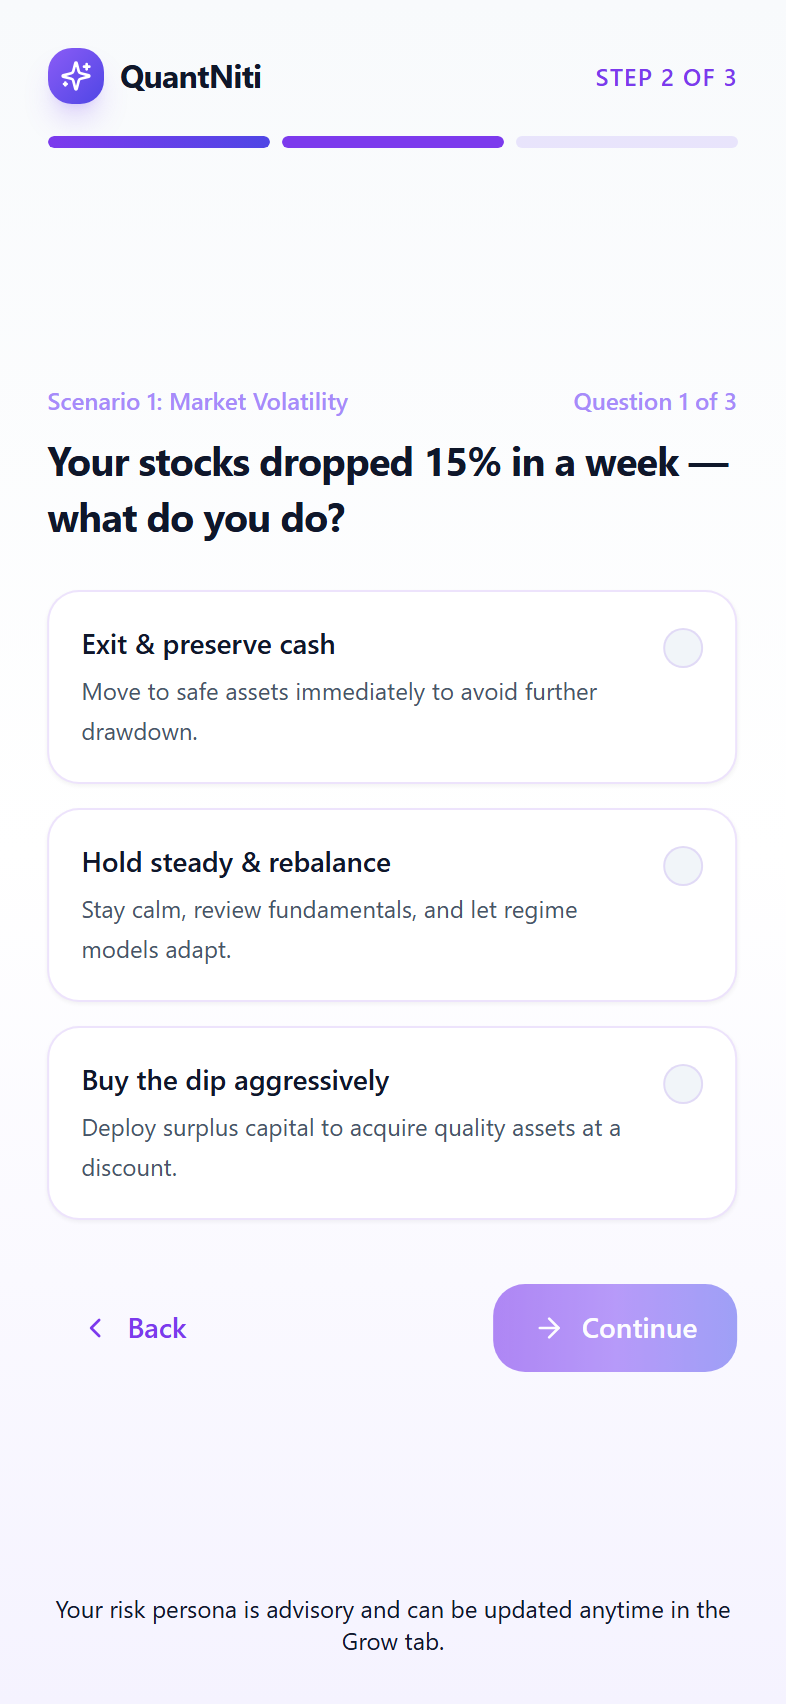 QuantNiti
STEP 2 OF 3
Scenario 1: Market Volatility
Question 1 of 3
Your stocks dropped 15% in a week —
what do you do?
Exit & preserve cash
Move to safe assets immediately to avoid further
drawdown.
Hold steady & rebalance
Stay calm, review fundamentals, and let regime
models adapt.
Buy the dip aggressively
Deploy surplus capital to acquire quality assets at a
discount.
Back
Continue
Your risk persona is advisory and can be updated anytime in the
Grow tab.